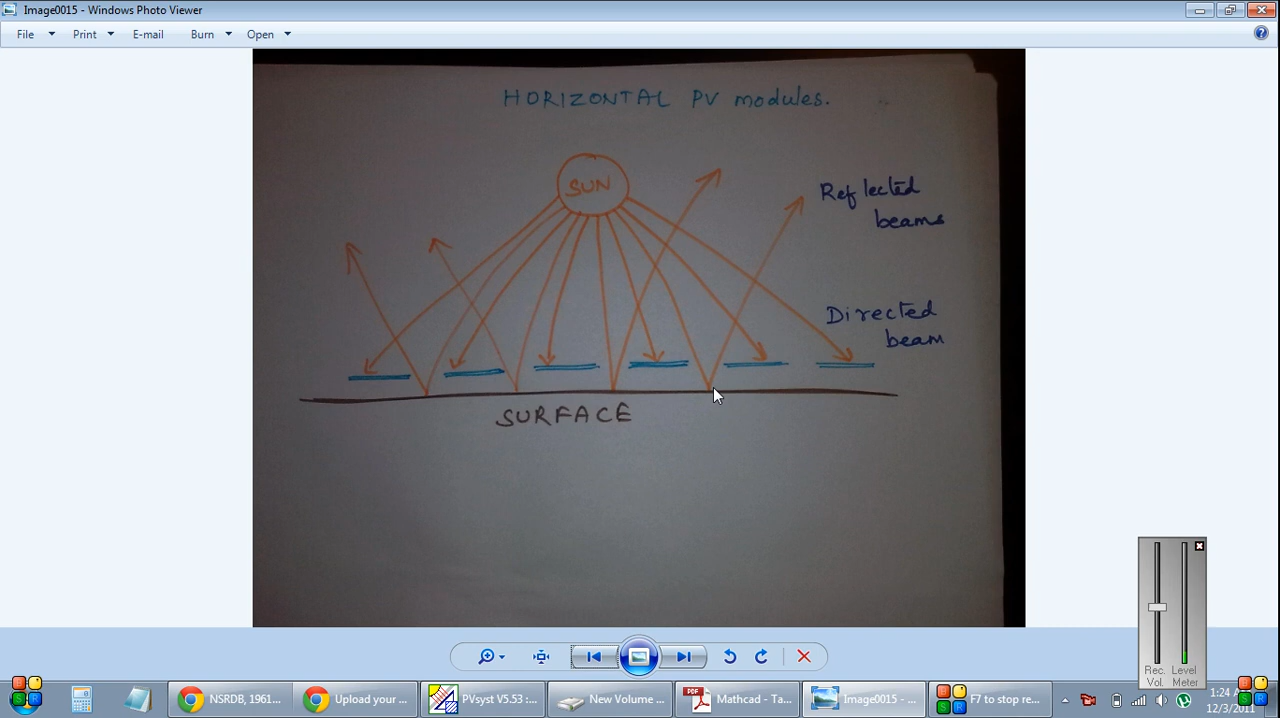 Image0015 - Windows Photo Viewer
File Print E-mail Burn Open
HORIZONTAL PV modules.
SUN
Reflected
beams
Directed
beam
SURFACE
Rec. Level
Vol. Meter
NSRDB, 1961... Upload your ... PVsyst V5.53 :... New Volume ... Mathcad - Ta... Image0015 - ... F7 to stop re...
1:24 A
12/3/2011